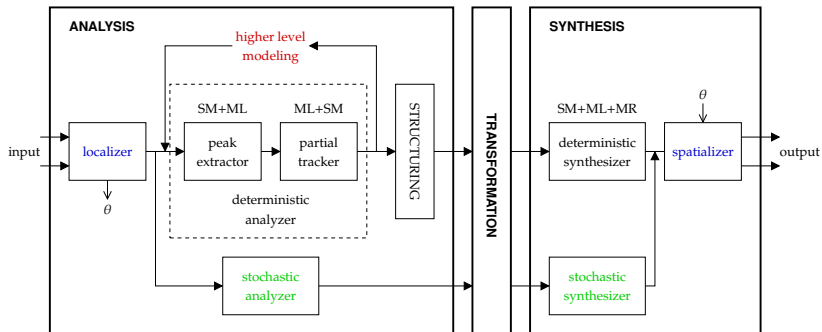 ANALYSIS
SYNTHESIS
higher level
modeling
SM+ML
ML+SM
SM+ML+MR
θ
input
localizer
peak
extractor
partial
tracker
STRUCTURING
TRANSFORMATION
deterministic
synthesizer
spatializer
output
θ
deterministic
analyzer
stochastic
analyzer
stochastic
synthesizer